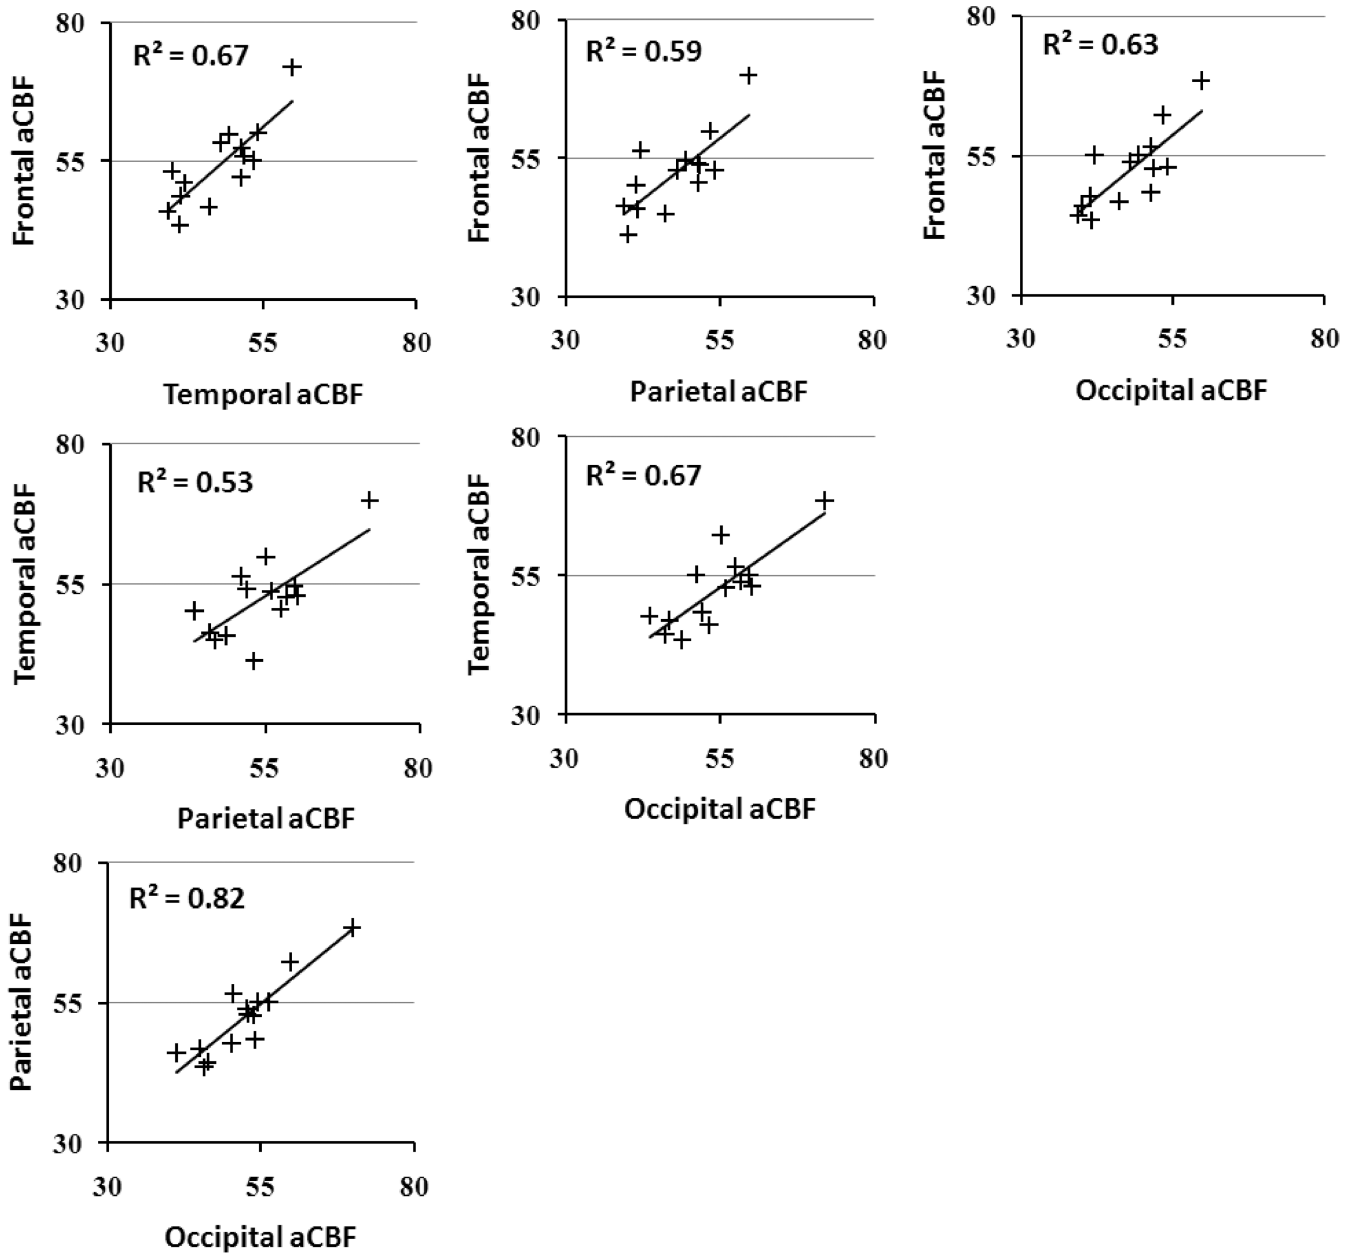 80
R² = 0.67
Frontal aCBF
55
30
30 55 80
Temporal aCBF
80
R² = 0.59
Frontal aCBF
55
30
30 55 80
Parietal aCBF
80
R² = 0.63
Frontal aCBF
55
30
30 55 80
Occipital aCBF
80
R² = 0.53
Temporal aCBF
55
30
30 55 80
Parietal aCBF
80
R² = 0.67
Temporal aCBF
55
30
30 55 80
Occipital aCBF
80
R² = 0.82
Parietal aCBF
55
30
30 55 80
Occipital aCBF